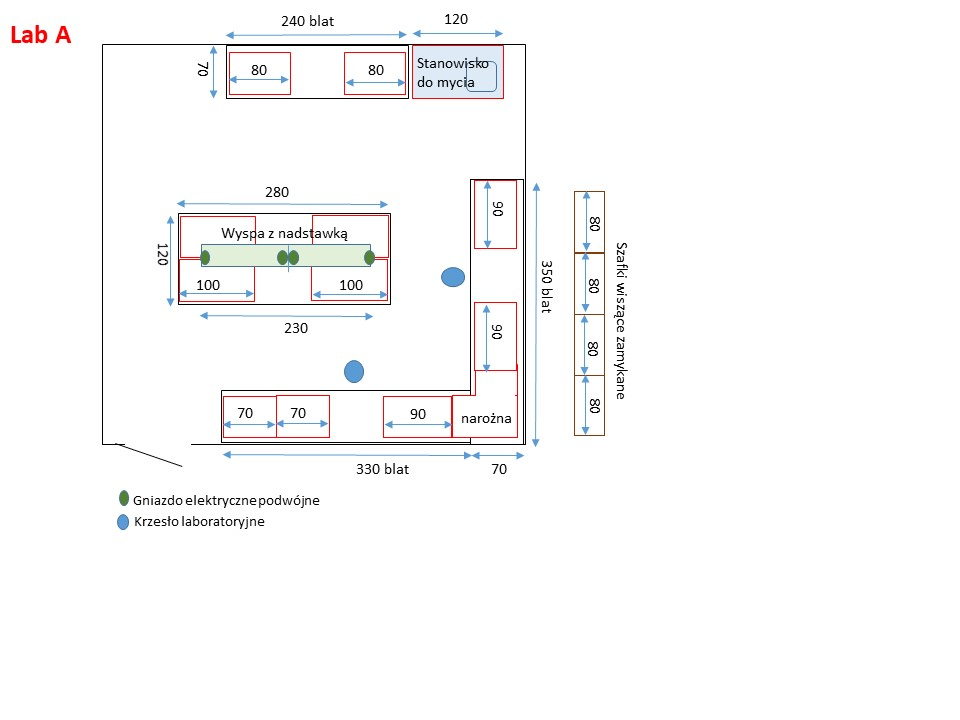 Lab A
240 blat
120
70
80
80
Stanowisko
do mycia
280
Wyspa z nadstawką
120
100
100
230
90
90
350 blat
80
80
80
80
Szafki wiszące zamykane
70
70
90
narożna
330 blat
70
Gniazdo elektryczne podwójne
Krzesło laboratoryjne